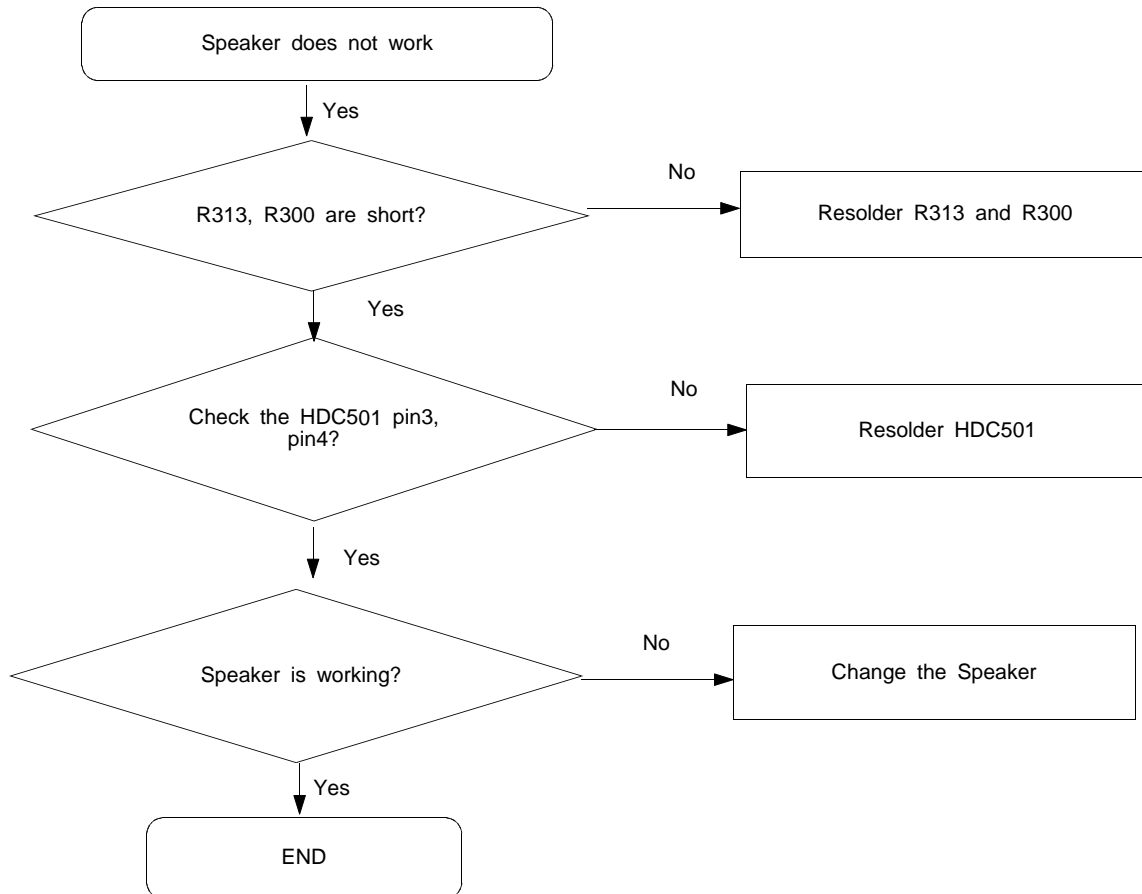 Speaker does not work
Yes
R313, R300 are short?
No
Resolder R313 and R300
Yes
Check the HDC501 pin3,
pin4?
No
Resolder HDC501
Yes
Speaker is working?
No
Change the Speaker
Yes
END